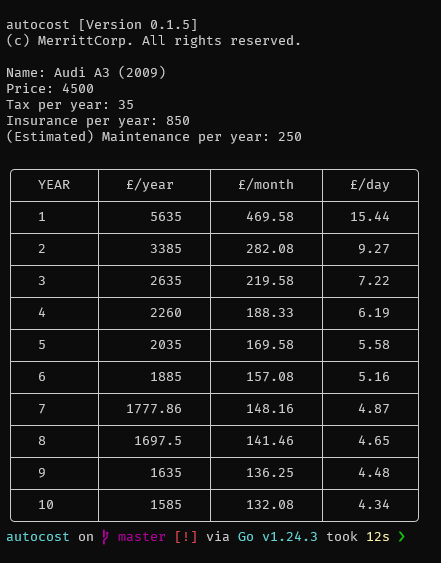 autocost [Version 0.1.5]
(c) MerrittCorp. All rights reserved.
Name: Audi A3 (2009)
Price: 4500
Tax per year: 35
Insurance per year: 850
(Estimated) Maintenance per year: 250
YEAR £/year £/month £/day
1 5635 469.58 15.44
2 3385 282.08 9.27
3 2635 219.58 7.22
4 2260 188.33 6.19
5 2035 169.58 5.58
6 1885 157.08 5.16
7 1777.86 148.16 4.87
8 1697.5 141.46 4.65
9 1635 136.25 4.48
10 1585 132.08 4.34
autocost on master [!] via Go v1.24.3 took 12s ❯